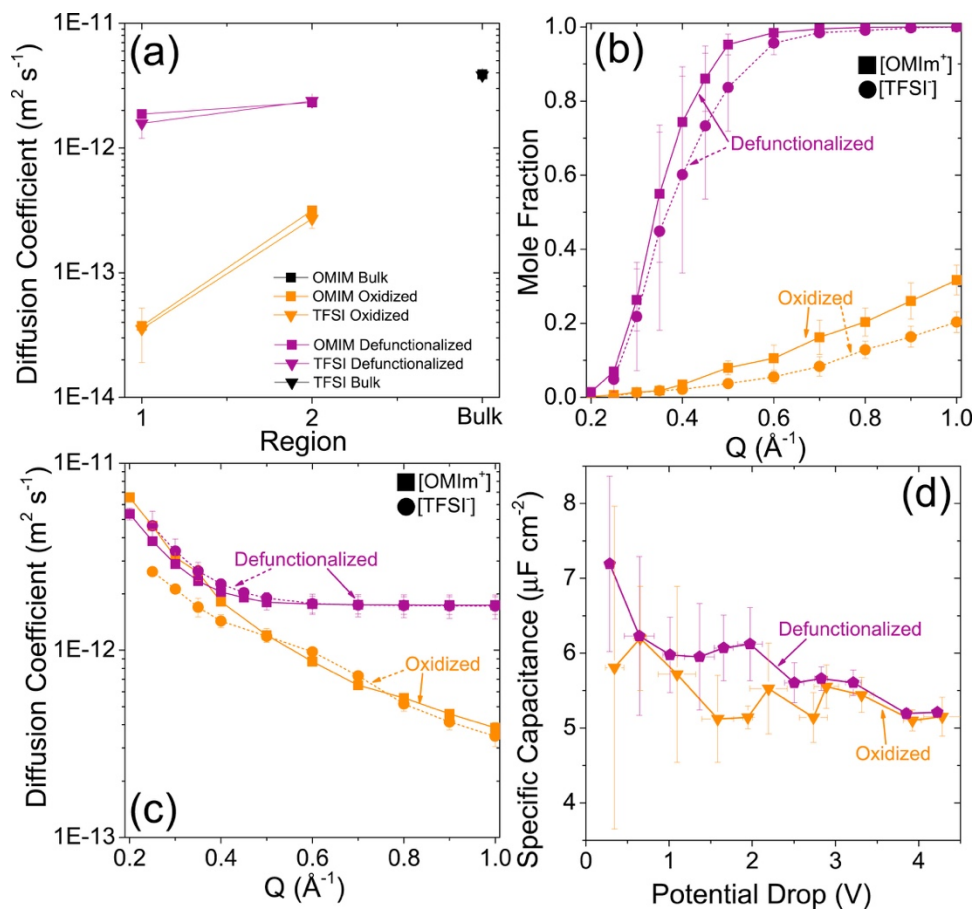 (a)
Diffusion Coefficient (m² s⁻¹)
1E-11
1E-12
1E-13
1E-14
OMIM Bulk
OMIM Oxidized
TFSI Oxidized
OMIM Defunctionalized
TFSI Defunctionalized
TFSI Bulk
1 2 Bulk
Region
(b)
Mole Fraction
1.0
0.8
0.6
0.4
0.2
0.0
[OMIm⁺]
[TFSI⁻]
Defunctionalized
Oxidized
0.2 0.4 0.6 0.8 1.0
Q (Å⁻¹)
(c)
Diffusion Coefficient (m² s⁻¹)
1E-11
1E-12
1E-13
[OMIm⁺]
[TFSI⁻]
Defunctionalized
Oxidized
0.2 0.4 0.6 0.8 1.0
Q (Å⁻¹)
(d)
Specific Capacitance (μF cm⁻²)
8
7
6
5
4
Defunctionalized
Oxidized
0 1 2 3 4
Potential Drop (V)